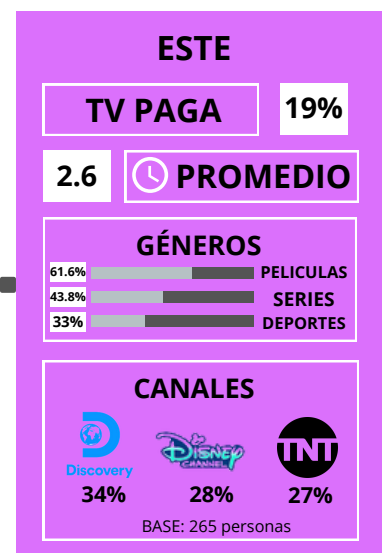 ESTE
TV PAGA 19%
2.6 PROMEDIO
GÉNEROS
61.6% PELICULAS
43.8% SERIES
33% DEPORTES
CANALES
Discovery DISNEY CHANNEL TNT
34% 28% 27%
BASE: 265 personas